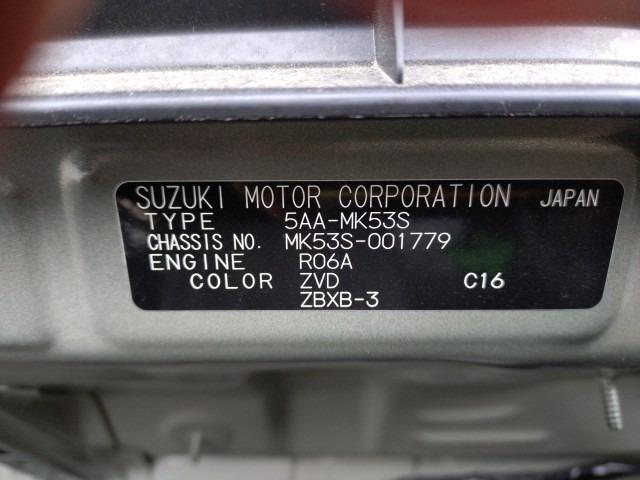 SUZUKI MOTOR CORPORATION JAPAN
TYPE 5AA-MK53S
CHASSIS NO. MK53S-001779
ENGINE R06A
COLOR ZVD C16
ZBXB-3